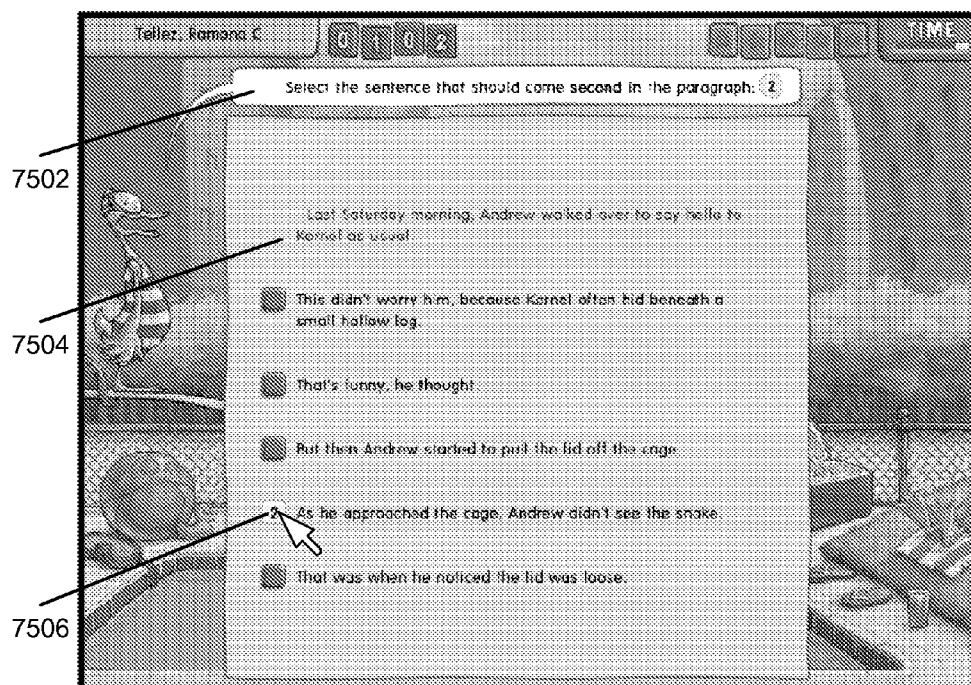 Tellez, Ramona C
0 1 0 2
TIME
Select the sentence that should come second in the paragraph: 2
7502
Last Saturday morning, Andrew walked over to say hello to
Kernel as usual.
7504
This didn't worry him, because Kernel often hid beneath a
small hollow log.
That's funny, he thought.
But then Andrew started to pull the lid off the cage.
2 As he approached the cage, Andrew didn't see the snake.
7506
That was when he noticed the lid was loose.